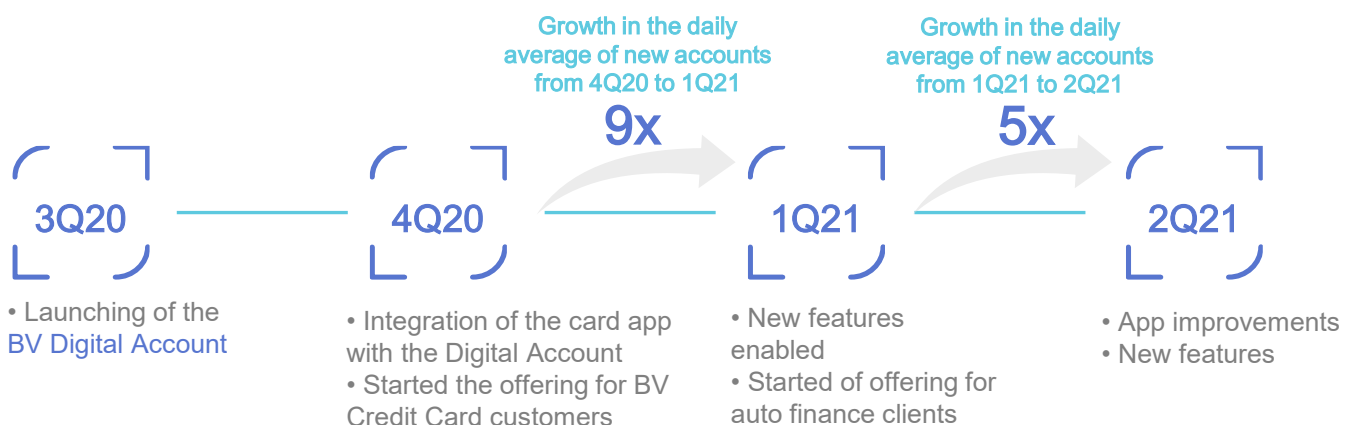 Growth in the daily
average of new accounts
from 4Q20 to 1Q21
9x
Growth in the daily
average of new accounts
from 1Q21 to 2Q21
5x
3Q20
4Q20
1Q21
2Q21
• Launching of the
BV Digital Account
• Integration of the card app
with the Digital Account
• Started the offering for BV
Credit Card customers
• New features
enabled
• Started of offering for
auto finance clients
• App improvements
• New features